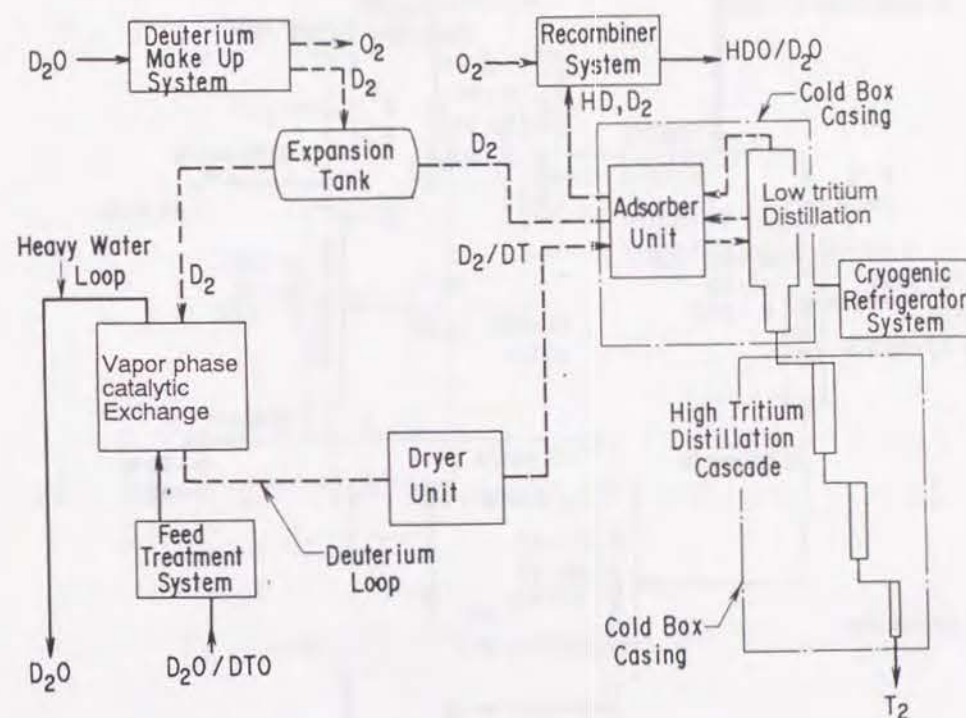 D2O
Deuterium
Make Up
System
O2
D2
O2
Recornbiner
System
HDO/D2O
HD, D2
Cold Box
Casing
Expansion
Tank
D2
Adsorber
Unit
Low tritium
Distillation
Heavy Water
Loop
D2
D2/DT
Cryogenic
Refrigerator
System
Vapor phase
catalytic
Exchange
High Tritium
Distillation
Cascade
Dryer
Unit
Feed
Treatment
System
Deuterium
Loop
Cold Box
Casing
D2O
D2O/DTO
T2